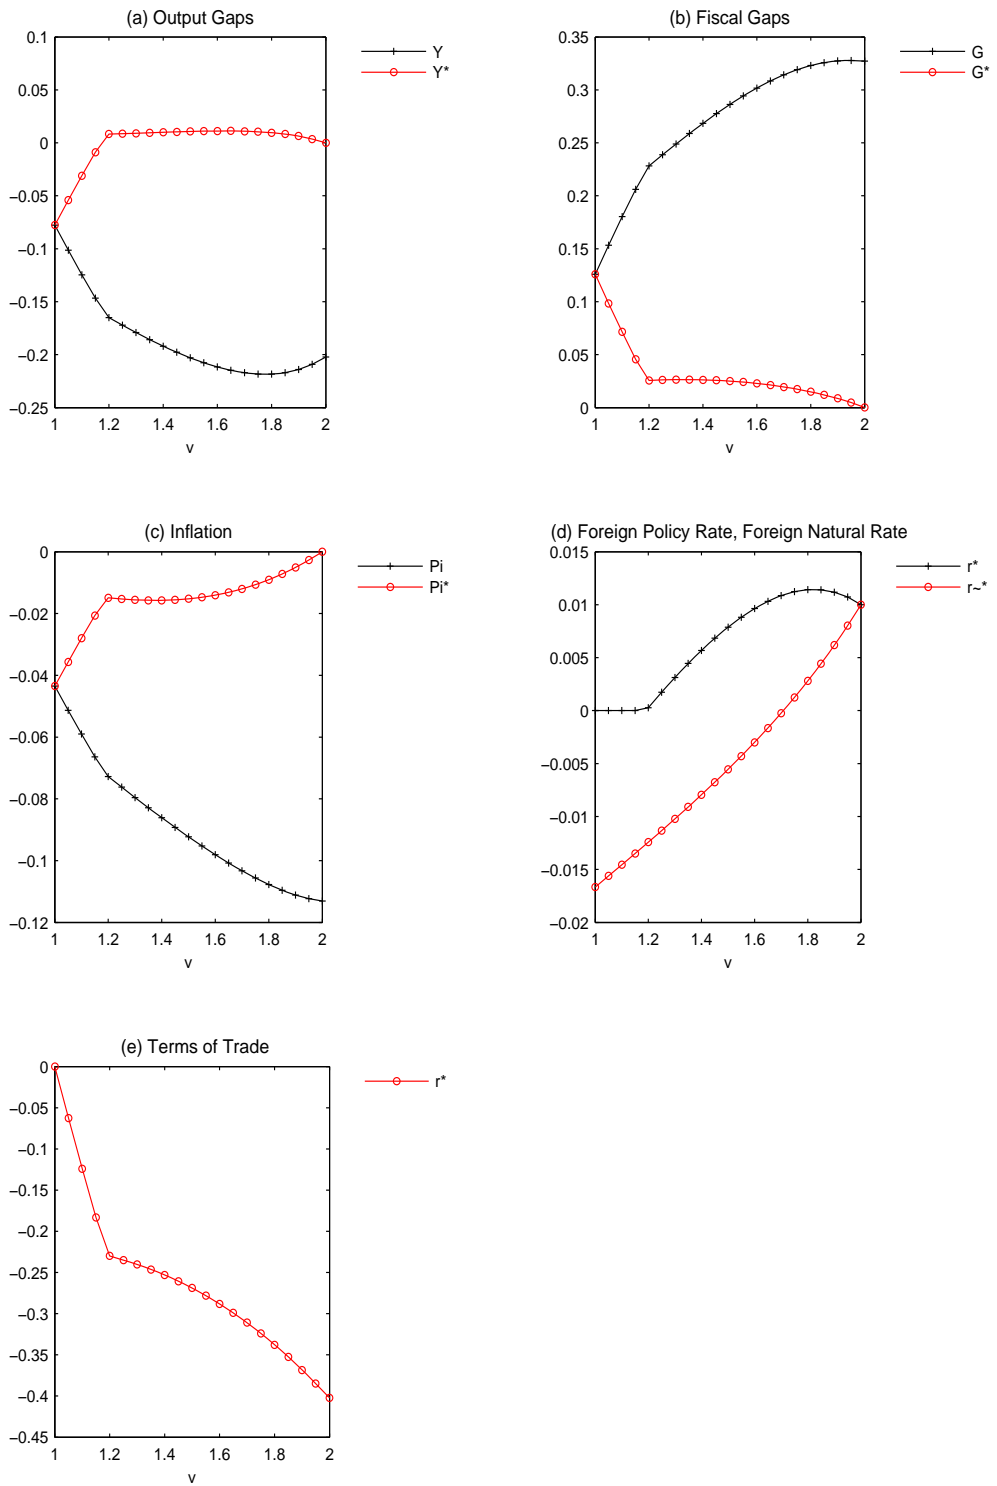 (a) Output Gaps
0.1
0.05
0
−0.05
−0.1
−0.15
−0.2
−0.25
1 1.2 1.4 1.6 1.8 2
v
Y
Y*
(b) Fiscal Gaps
0.35
0.3
0.25
0.2
0.15
0.1
0.05
0
1 1.2 1.4 1.6 1.8 2
v
G
G*
(c) Inflation
0
−0.02
−0.04
−0.06
−0.08
−0.1
−0.12
1 1.2 1.4 1.6 1.8 2
v
Pi
Pi*
(d) Foreign Policy Rate, Foreign Natural Rate
0.015
0.01
0.005
0
−0.005
−0.01
−0.015
−0.02
1 1.2 1.4 1.6 1.8 2
v
r*
r~*
(e) Terms of Trade
0
−0.05
−0.1
−0.15
−0.2
−0.25
−0.3
−0.35
−0.4
−0.45
1 1.2 1.4 1.6 1.8 2
v
r*